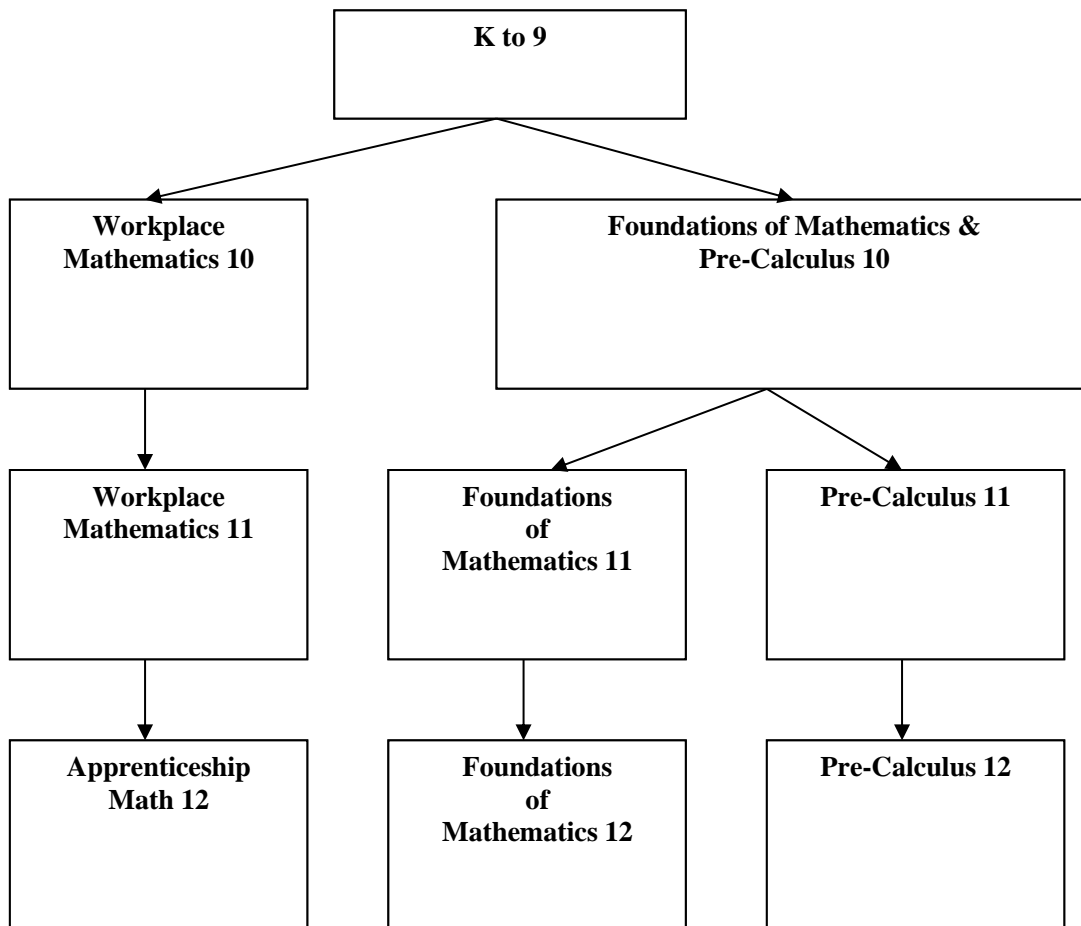 K to 9
Workplace
Mathematics 10
Foundations of Mathematics &
Pre-Calculus 10
Workplace
Mathematics 11
Foundations
of
Mathematics 11
Pre-Calculus 11
Apprenticeship
Math 12
Foundations
of
Mathematics 12
Pre-Calculus 12